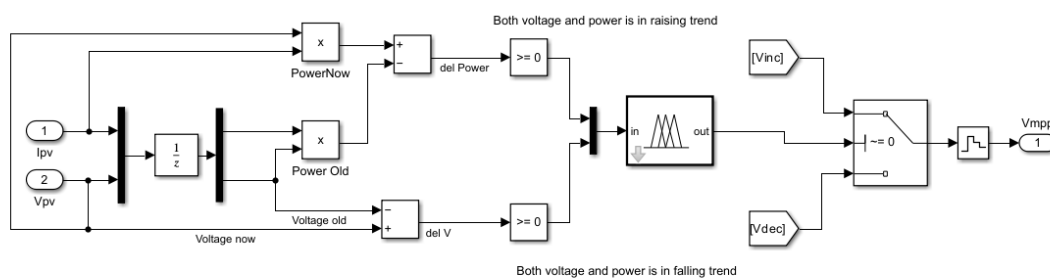 Both voltage and power is in raising trend
x
PowerNow
+
−
del Power
>= 0
[Vinc]
1
Ipv
2
Vpv
1
z
x
Power Old
in
out
~= 0
Vmpp
1
Voltage old
−
+
del V
>= 0
[Vdec]
Voltage now
Both voltage and power is in falling trend